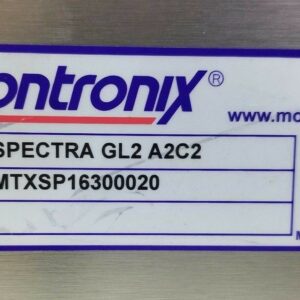 ontronix®
www.mo
SPECTRA GL2 A2C2
MTXSP16300020
M